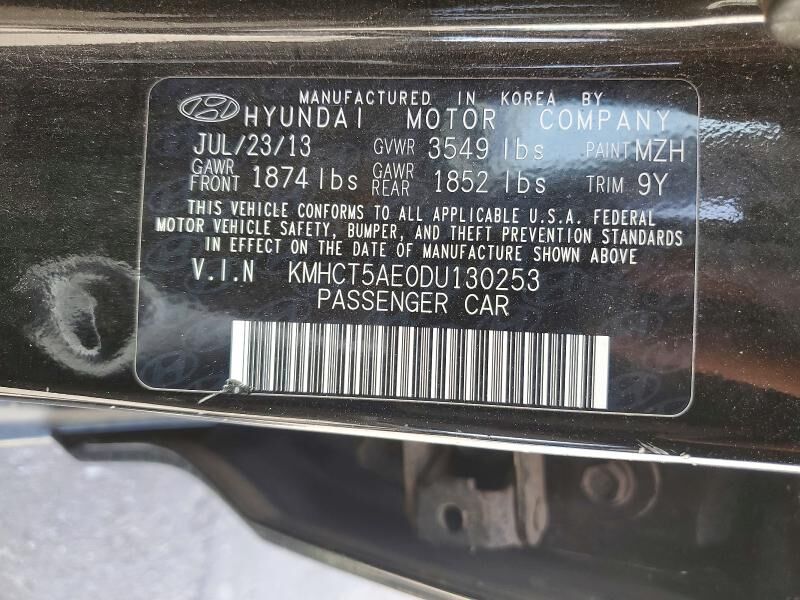 MANUFACTURED IN KOREA BY
HYUNDAI MOTOR COMPANY
JUL/23/13 GVWR 3549 lbs PAINT MZH
GAWR FRONT 1874 lbs GAWR REAR 1852 lbs TRIM 9Y
THIS VEHICLE CONFORMS TO ALL APPLICABLE U.S.A. FEDERAL
MOTOR VEHICLE SAFETY, BUMPER, AND THEFT PREVENTION STANDARDS
IN EFFECT ON THE DATE OF MANUFACTURE SHOWN ABOVE
V.I.N KMHCT5AE0DU130253
PASSENGER CAR